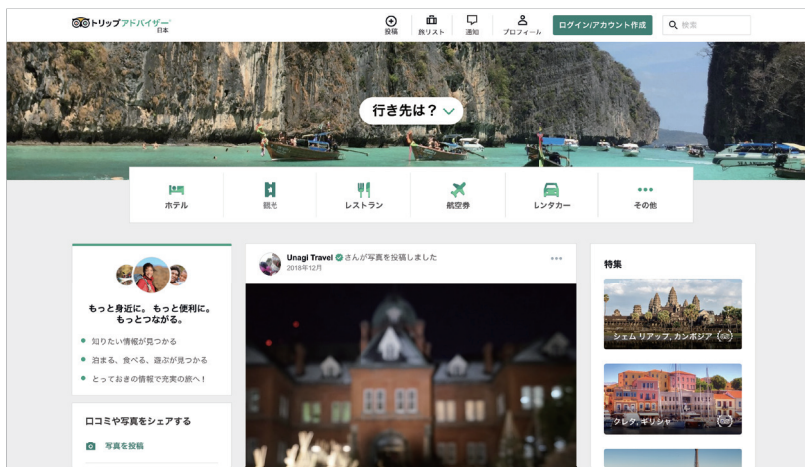 トリップアドバイザー
日本
投稿
旅リスト
通知
プロフィール
ログイン/アカウント作成
検索
行き先は?
ホテル
観光
レストラン
航空券
レンタカー
その他
もっと身近に。 もっと便利に。
もっとつながる。
知りたい情報が見つかる
泊まる、食べる、遊ぶが見つかる
とっておきの情報で充実の旅へ!
口コミや写真をシェアする
写真を投稿
Unagi Travel さんが写真を投稿しました
2018年12月
特集
シェムリアップ, カンボジア
クレタ, ギリシャ